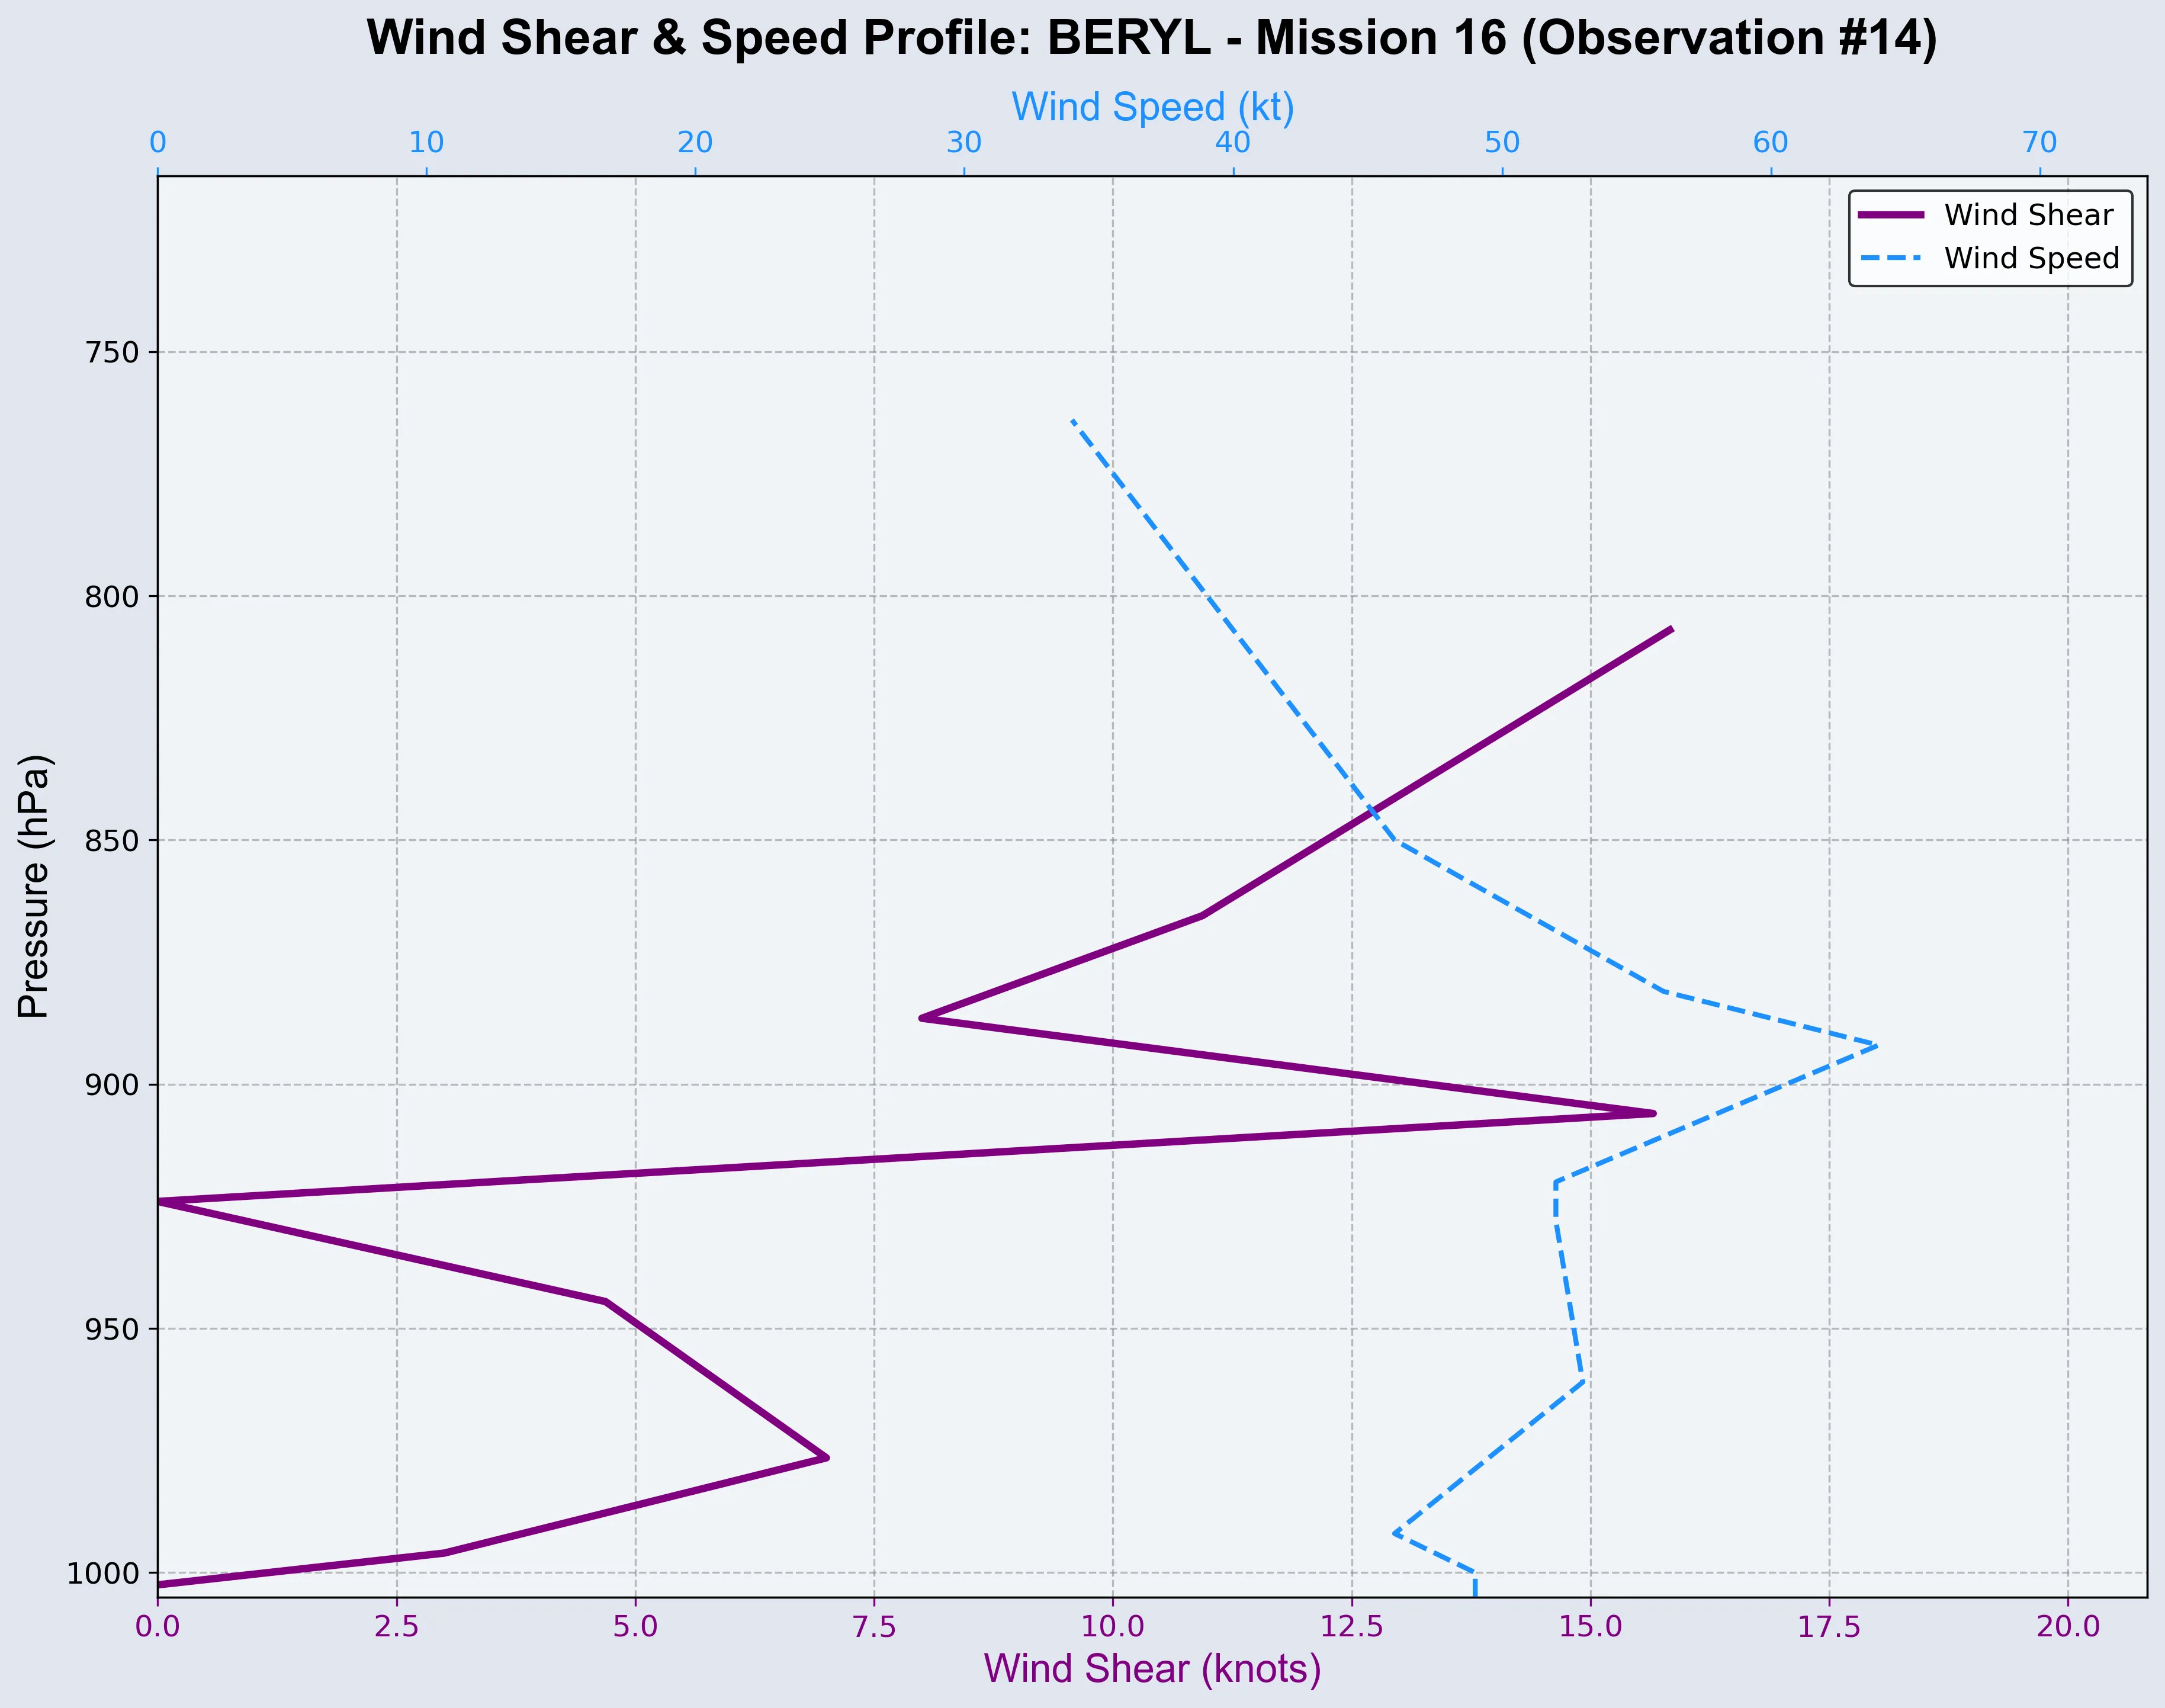 Wind Shear & Speed Profile: BERYL - Mission 16 (Observation #14)
Wind Speed (kt)
0 10 20 30 40 50 60 70
Wind Shear
Wind Speed
750
800
850
900
950
1000
Pressure (hPa)
0.0 2.5 5.0 7.5 10.0 12.5 15.0 17.5 20.0
Wind Shear (knots)